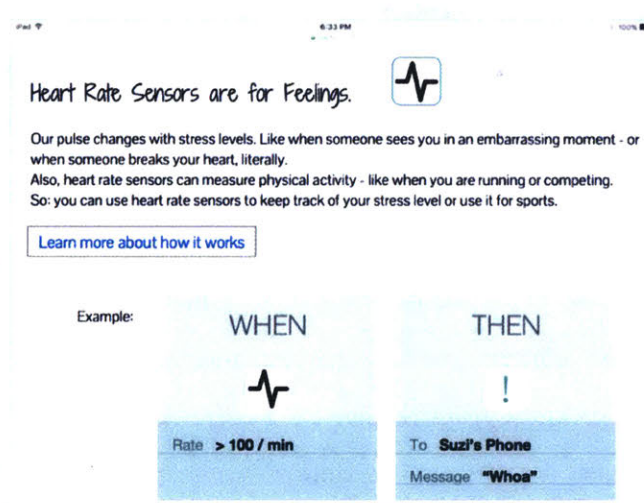 iPad 6:33 PM 100%
Heart Rate Sensors are for Feelings.
Our pulse changes with stress levels. Like when someone sees you in an embarrassing moment - or
when someone breaks your heart, literally.
Also, heart rate sensors can measure physical activity - like when you are running or competing.
So: you can use heart rate sensors to keep track of your stress level or use it for sports.
Learn more about how it works
Example:
WHEN THEN
!
Rate > 100 / min To Suzi's Phone
Message "Whoa"